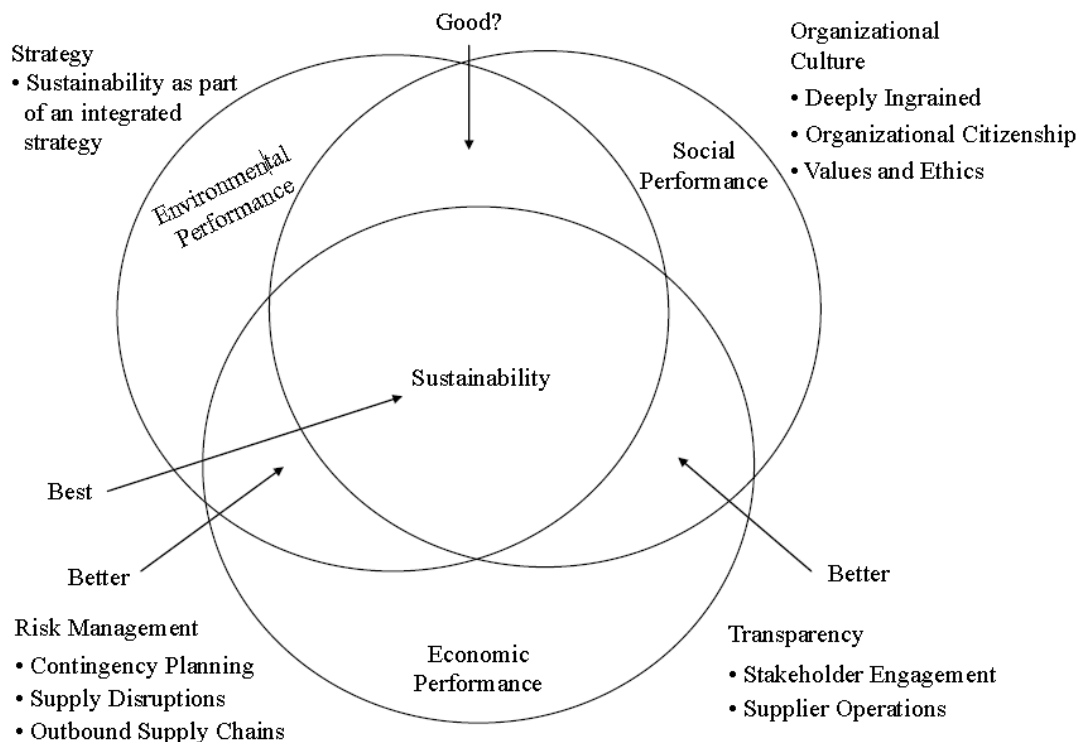 Good?
Strategy
• Sustainability as part
of an integrated
strategy
Organizational
Culture
• Deeply Ingrained
• Organizational Citizenship
• Values and Ethics
Environmental
Performance
Social
Performance
Sustainability
Best
Better
Better
Risk Management
• Contingency Planning
• Supply Disruptions
• Outbound Supply Chains
Economic
Performance
Transparency
• Stakeholder Engagement
• Supplier Operations